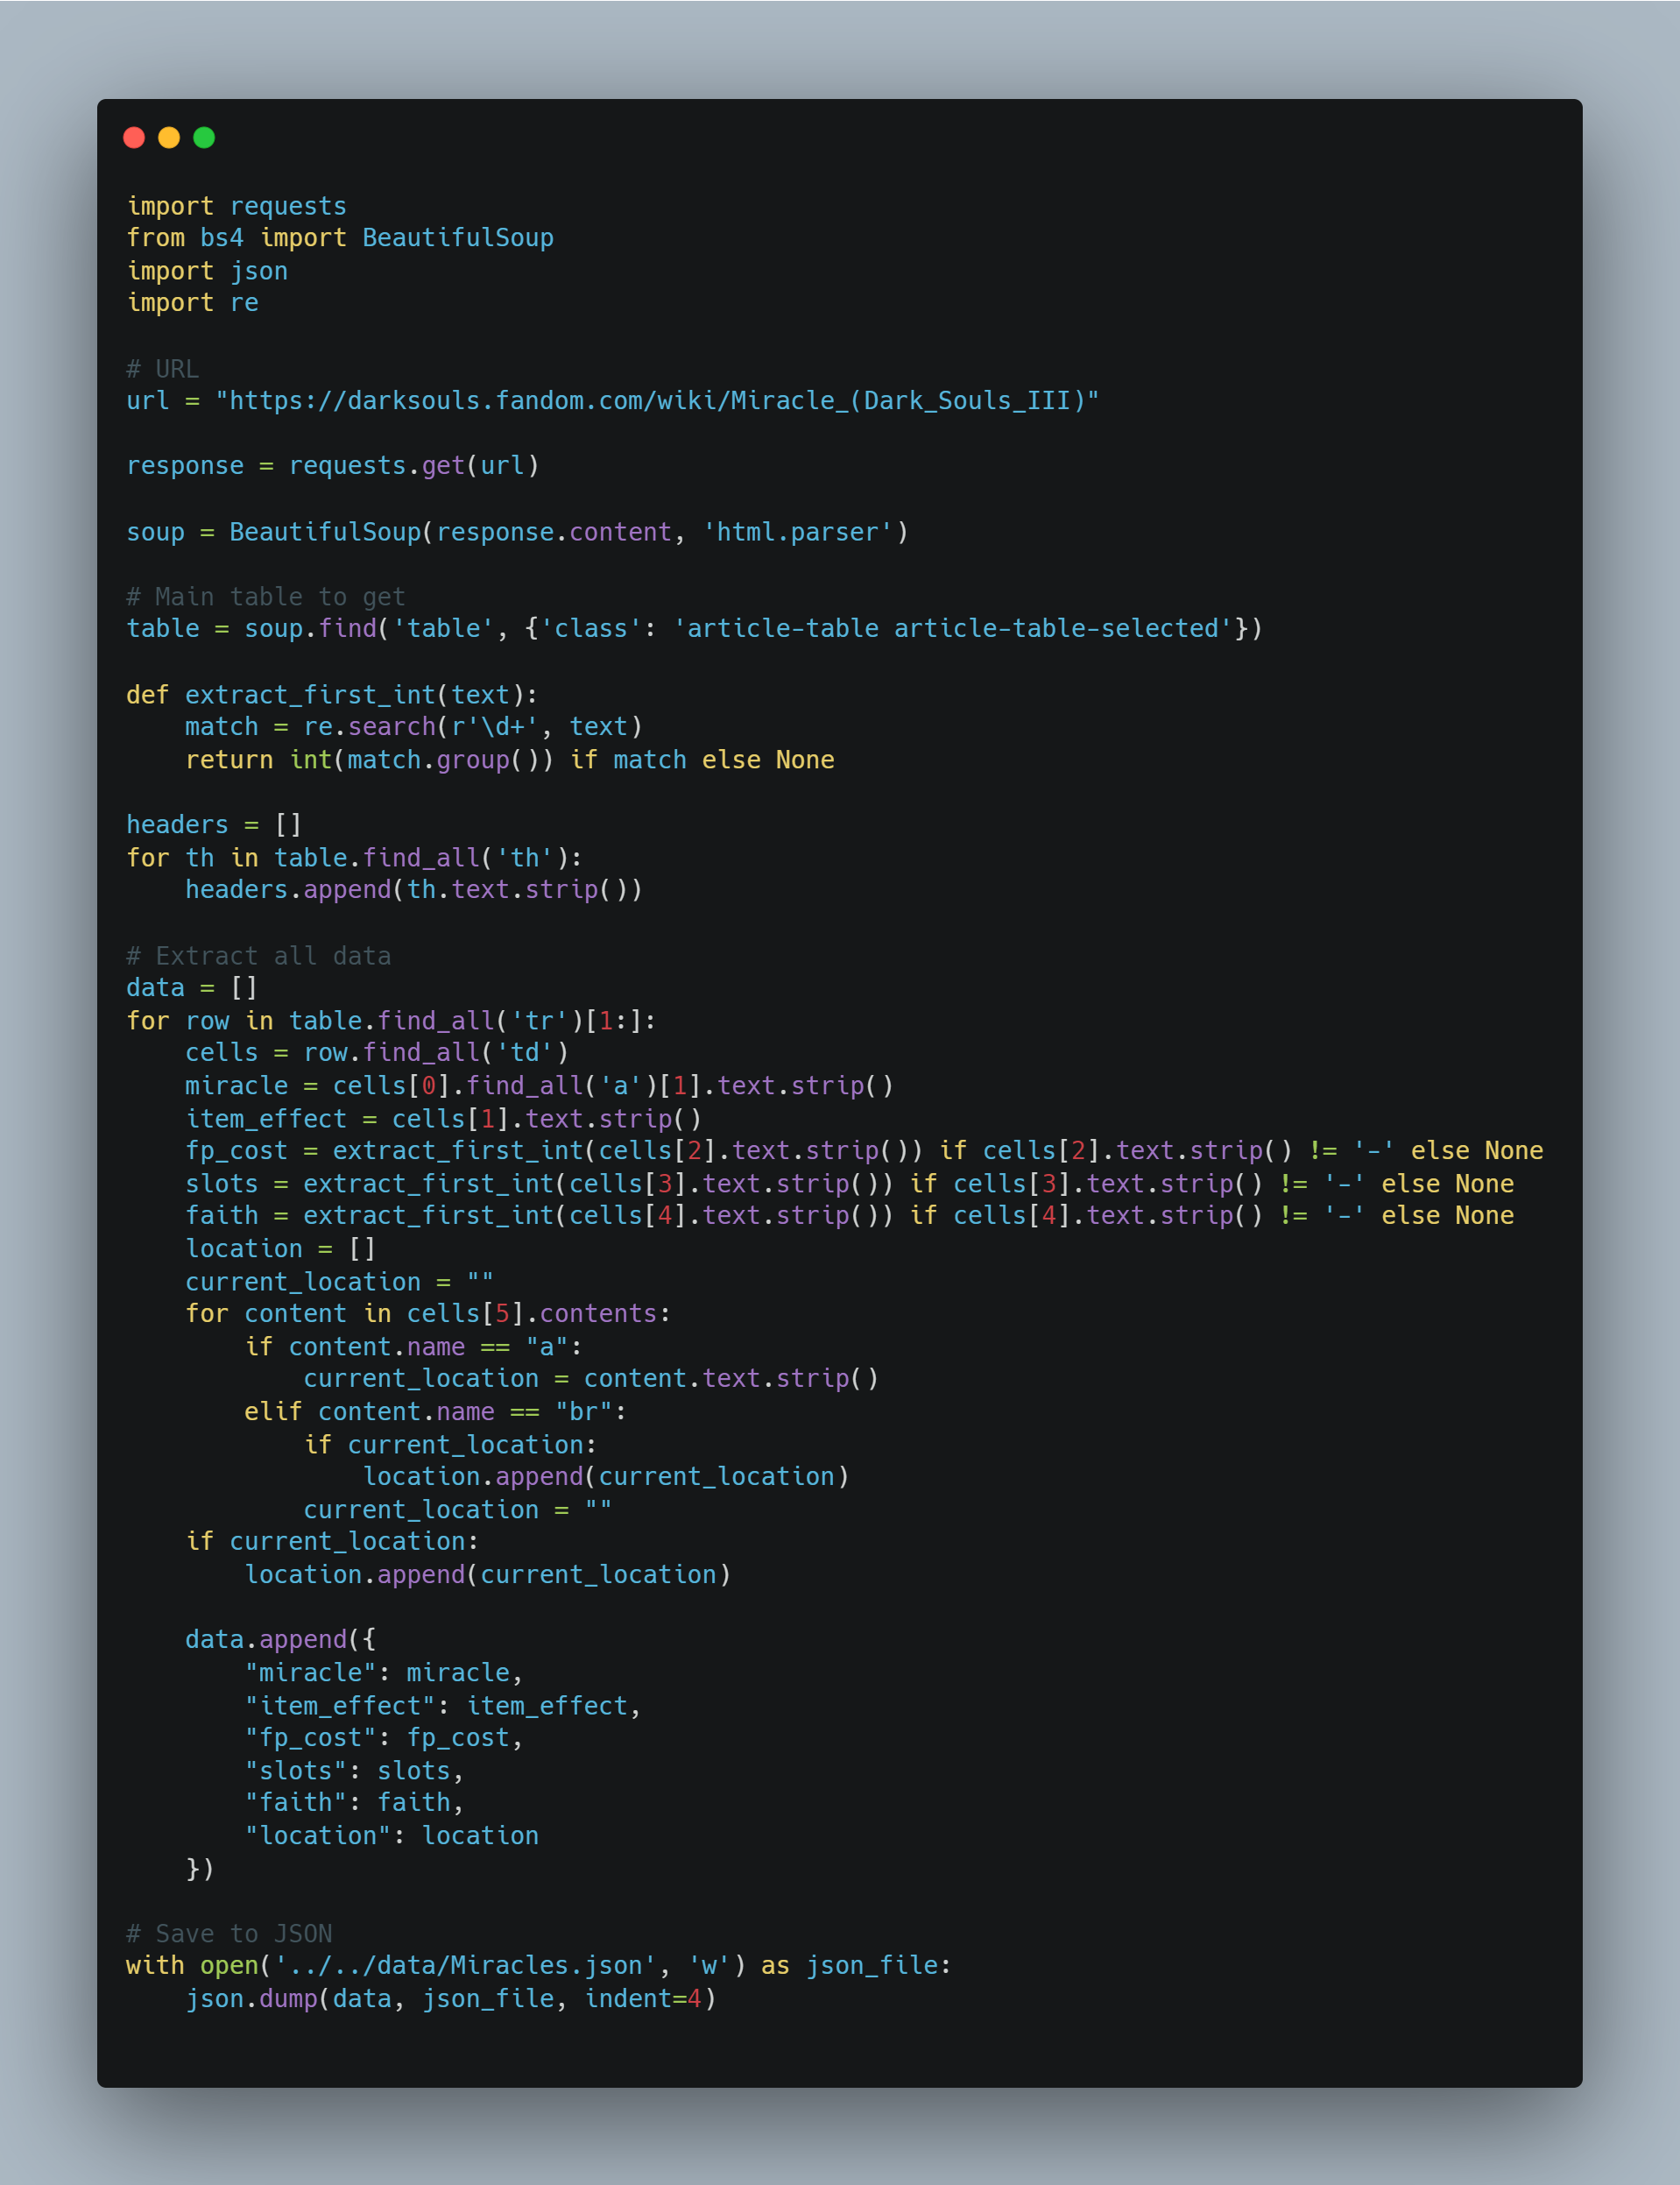 import requests
from bs4 import BeautifulSoup
import json
import re

# URL
url = "https://darksouls.fandom.com/wiki/Miracle_(Dark_Souls_III)"

response = requests.get(url)

soup = BeautifulSoup(response.content, 'html.parser')

# Main table to get
table = soup.find('table', {'class': 'article-table article-table-selected'})

def extract_first_int(text):
    match = re.search(r'\d+', text)
    return int(match.group()) if match else None

headers = []
for th in table.find_all('th'):
    headers.append(th.text.strip())

# Extract all data
data = []
for row in table.find_all('tr')[1:]:
    cells = row.find_all('td')
    miracle = cells[0].find_all('a')[1].text.strip()
    item_effect = cells[1].text.strip()
    fp_cost = extract_first_int(cells[2].text.strip()) if cells[2].text.strip() != '-' else None
    slots = extract_first_int(cells[3].text.strip()) if cells[3].text.strip() != '-' else None
    faith = extract_first_int(cells[4].text.strip()) if cells[4].text.strip() != '-' else None
    location = []
    current_location = ""
    for content in cells[5].contents:
        if content.name == "a":
            current_location = content.text.strip()
        elif content.name == "br":
            if current_location:
                location.append(current_location)
            current_location = ""
    if current_location:
        location.append(current_location)

    data.append({
        "miracle": miracle,
        "item_effect": item_effect,
        "fp_cost": fp_cost,
        "slots": slots,
        "faith": faith,
        "location": location
    })

# Save to JSON
with open('../../data/Miracles.json', 'w') as json_file:
    json.dump(data, json_file, indent=4)